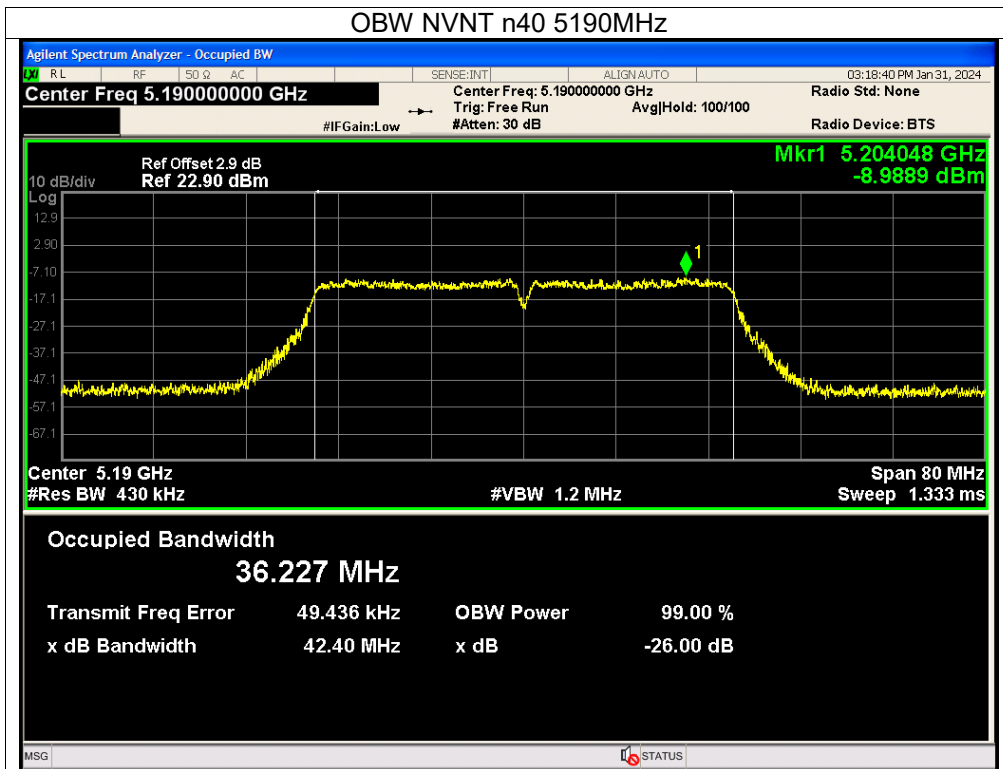 OBW NVNT n40 5190MHz
Agilent Spectrum Analyzer - Occupied BW
LXI RL RF 50 Ω AC SENSE:INT ALIGN AUTO 03:18:40 PM Jan 31, 2024
Center Freq 5.190000000 GHz Center Freq: 5.190000000 GHz Radio Std: None
Trig: Free Run Avg|Hold: 100/100
#IFGain:Low #Atten: 30 dB Radio Device: BTS
Mkr1 5.204048 GHz
-8.9889 dBm
Ref Offset 2.9 dB
10 dB/div Ref 22.90 dBm
Log
12.9
2.90
1
-7.10
-17.1
-27.1
-37.1
-47.1
-57.1
-67.1
Center 5.19 GHz Span 80 MHz
#Res BW 430 kHz #VBW 1.2 MHz Sweep 1.333 ms
Occupied Bandwidth
36.227 MHz
Transmit Freq Error 49.436 kHz OBW Power 99.00 %
x dB Bandwidth 42.40 MHz x dB -26.00 dB
MSG STATUS